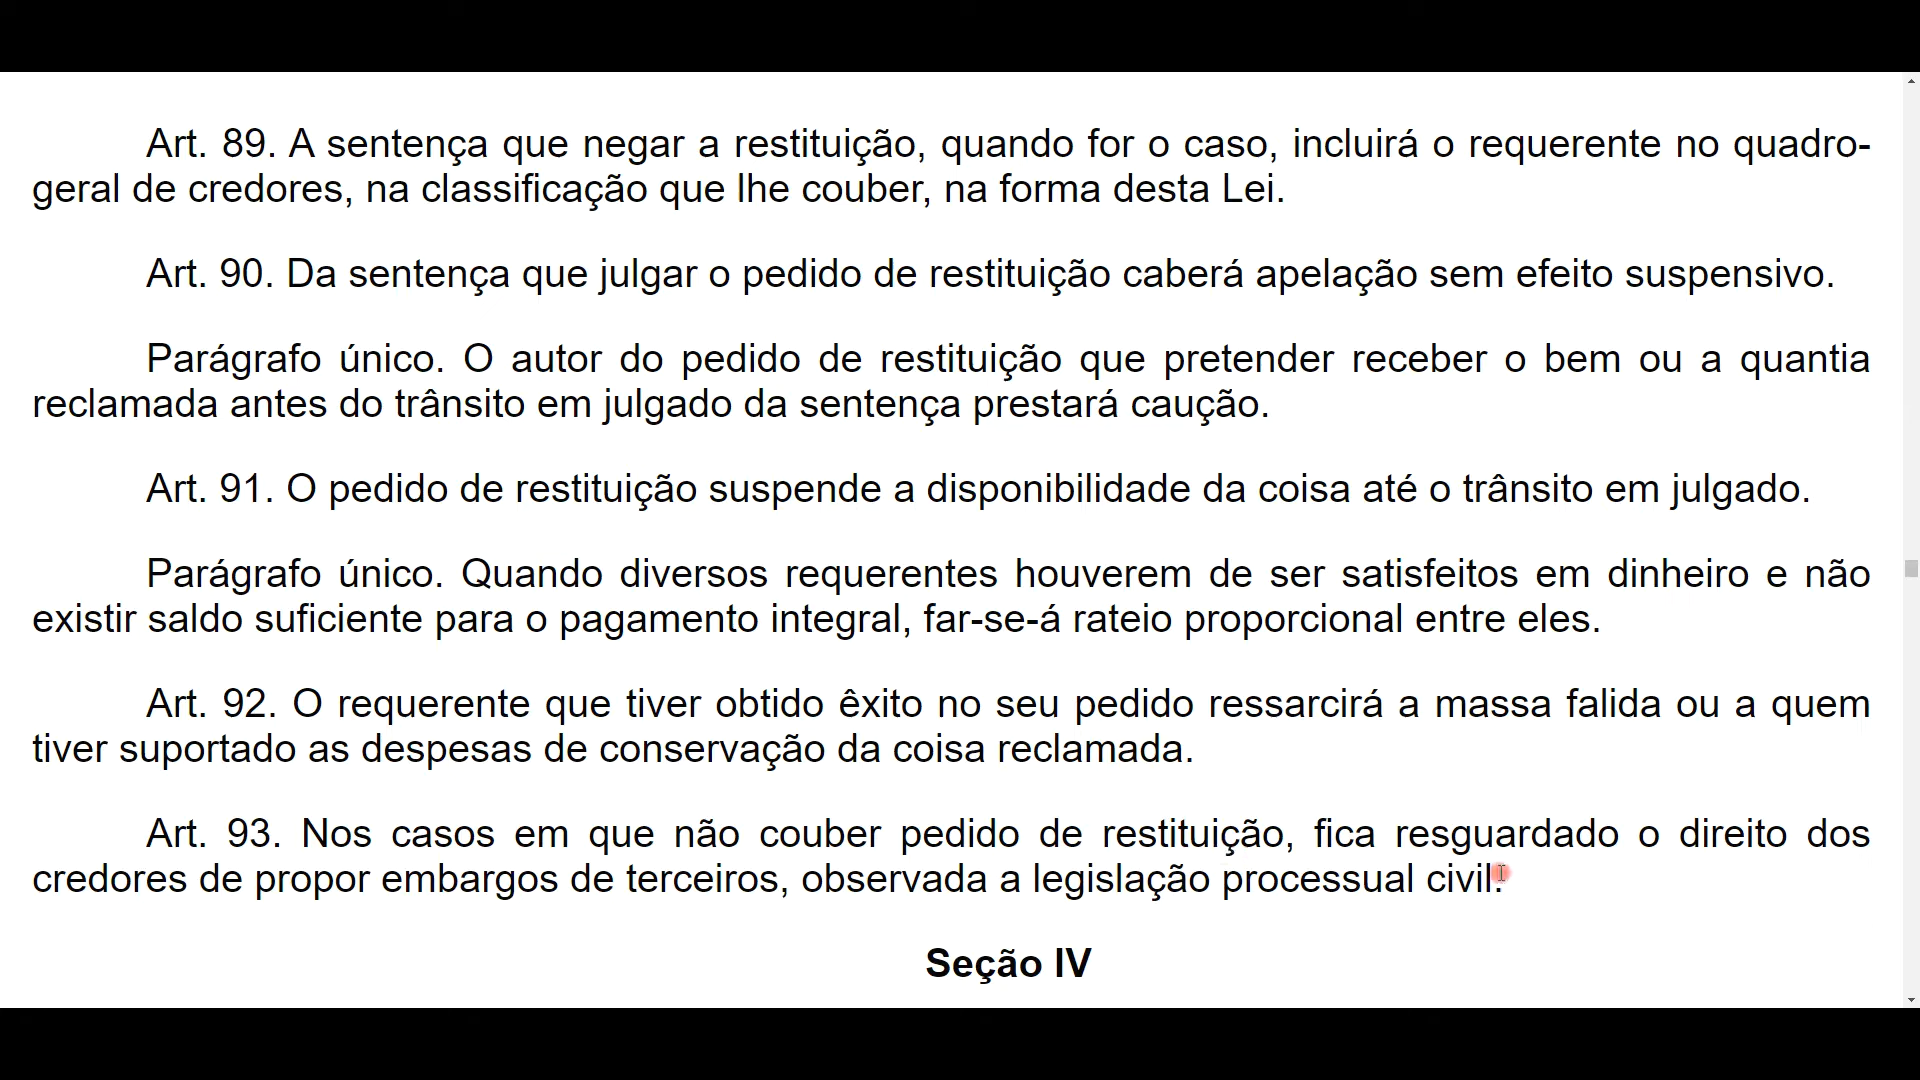 Art. 89. A sentença que negar a restituição, quando for o caso, incluirá o requerente no quadro-
geral de credores, na classificação que lhe couber, na forma desta Lei.
Art. 90. Da sentença que julgar o pedido de restituição caberá apelação sem efeito suspensivo.
Parágrafo único. O autor do pedido de restituição que pretender receber o bem ou a quantia
reclamada antes do trânsito em julgado da sentença prestará caução.
Art. 91. O pedido de restituição suspende a disponibilidade da coisa até o trânsito em julgado.
Parágrafo único. Quando diversos requerentes houverem de ser satisfeitos em dinheiro e não
existir saldo suficiente para o pagamento integral, far-se-á rateio proporcional entre eles.
Art. 92. O requerente que tiver obtido êxito no seu pedido ressarcirá a massa falida ou a quem
tiver suportado as despesas de conservação da coisa reclamada.
Art. 93. Nos casos em que não couber pedido de restituição, fica resguardado o direito dos
credores de propor embargos de terceiros, observada a legislação processual civil.
Seção IV